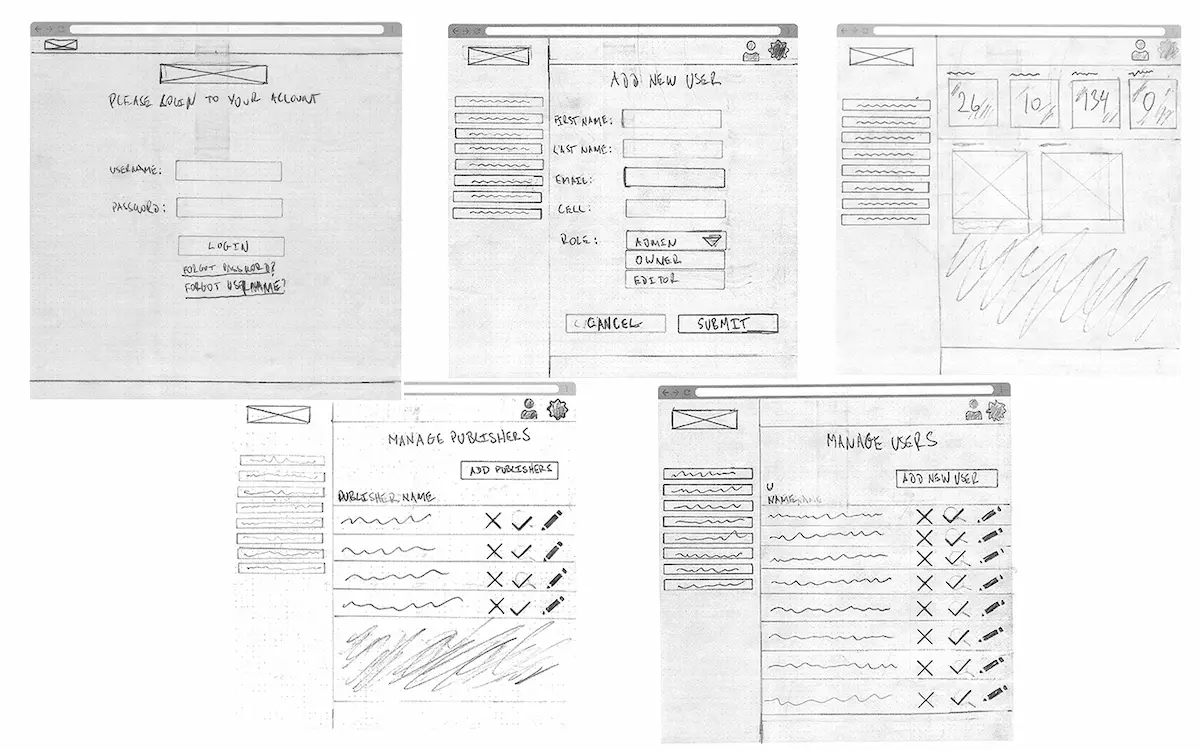 PLEASE LOGIN TO YOUR ACCOUNT
USERNAME:
PASSWORD:
LOGIN
FORGOT PASSWORD?
FORGOT USERNAME?
ADD NEW USER
FIRST NAME:
LAST NAME:
EMAIL:
CELL:
ROLE:
ADMIN
OWNER
EDITOR
CANCEL
SUBMIT
26
10
134
0
MANAGE PUBLISHERS
ADD PUBLISHERS
PUBLISHER NAME
MANAGE USERS
ADD NEW USER
U
NAME